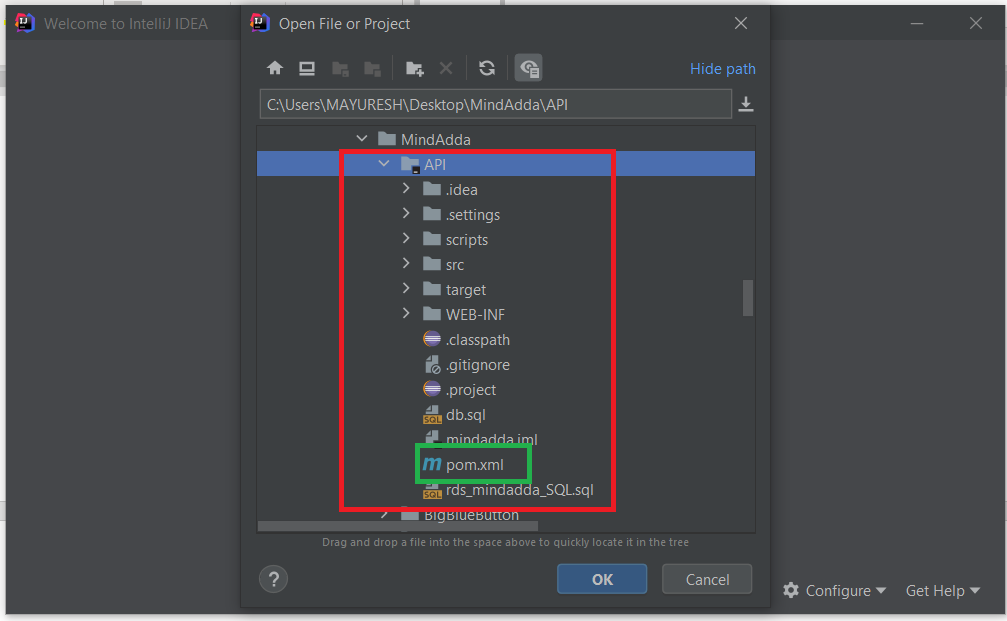 Welcome to IntelliJ IDEA
Open File or Project
Hide path
C:\Users\MAYURESH\Desktop\MindAdda\API
MindAdda
API
.idea
.settings
scripts
src
target
WEB-INF
.classpath
.gitignore
.project
db.sql
mindadda.iml
pom.xml
rds_mindadda_SQL.sql
BigBlueButton
Drag and drop a file into the space above to quickly locate it in the tree
? OK Cancel
Configure Get Help